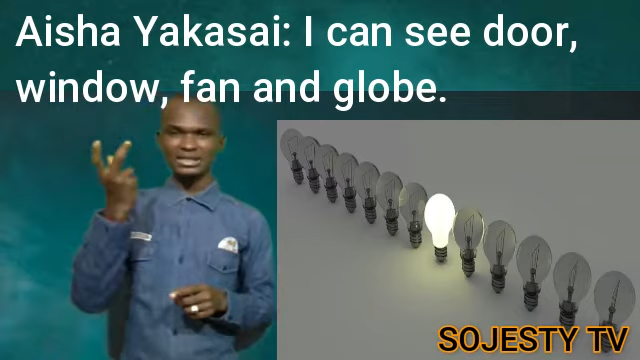 Aisha Yakasai: I can see door,
window, fan and globe.
SOJESTY TV